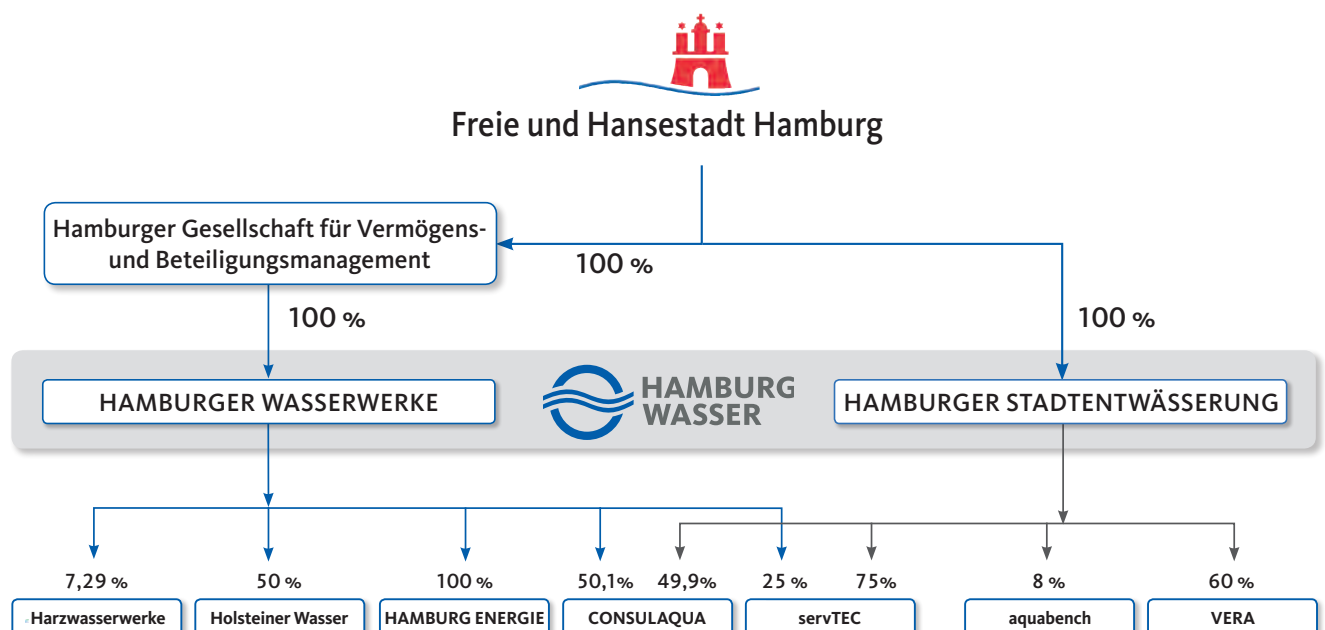 Freie und Hansestadt Hamburg
Hamburger Gesellschaft für Vermögens-
und Beteiligungsmanagement
100 %
100 %
100 %
HAMBURGER WASSERWERKE
HAMBURG
WASSER
HAMBURGER STADTENTWÄSSERUNG
7,29 % 50 % 100 % 50,1% 49,9% 25 % 75% 8 % 60 %
Harzwasserwerke Holsteiner Wasser HAMBURG ENERGIE CONSULAQUA servTEC aquabench VERA